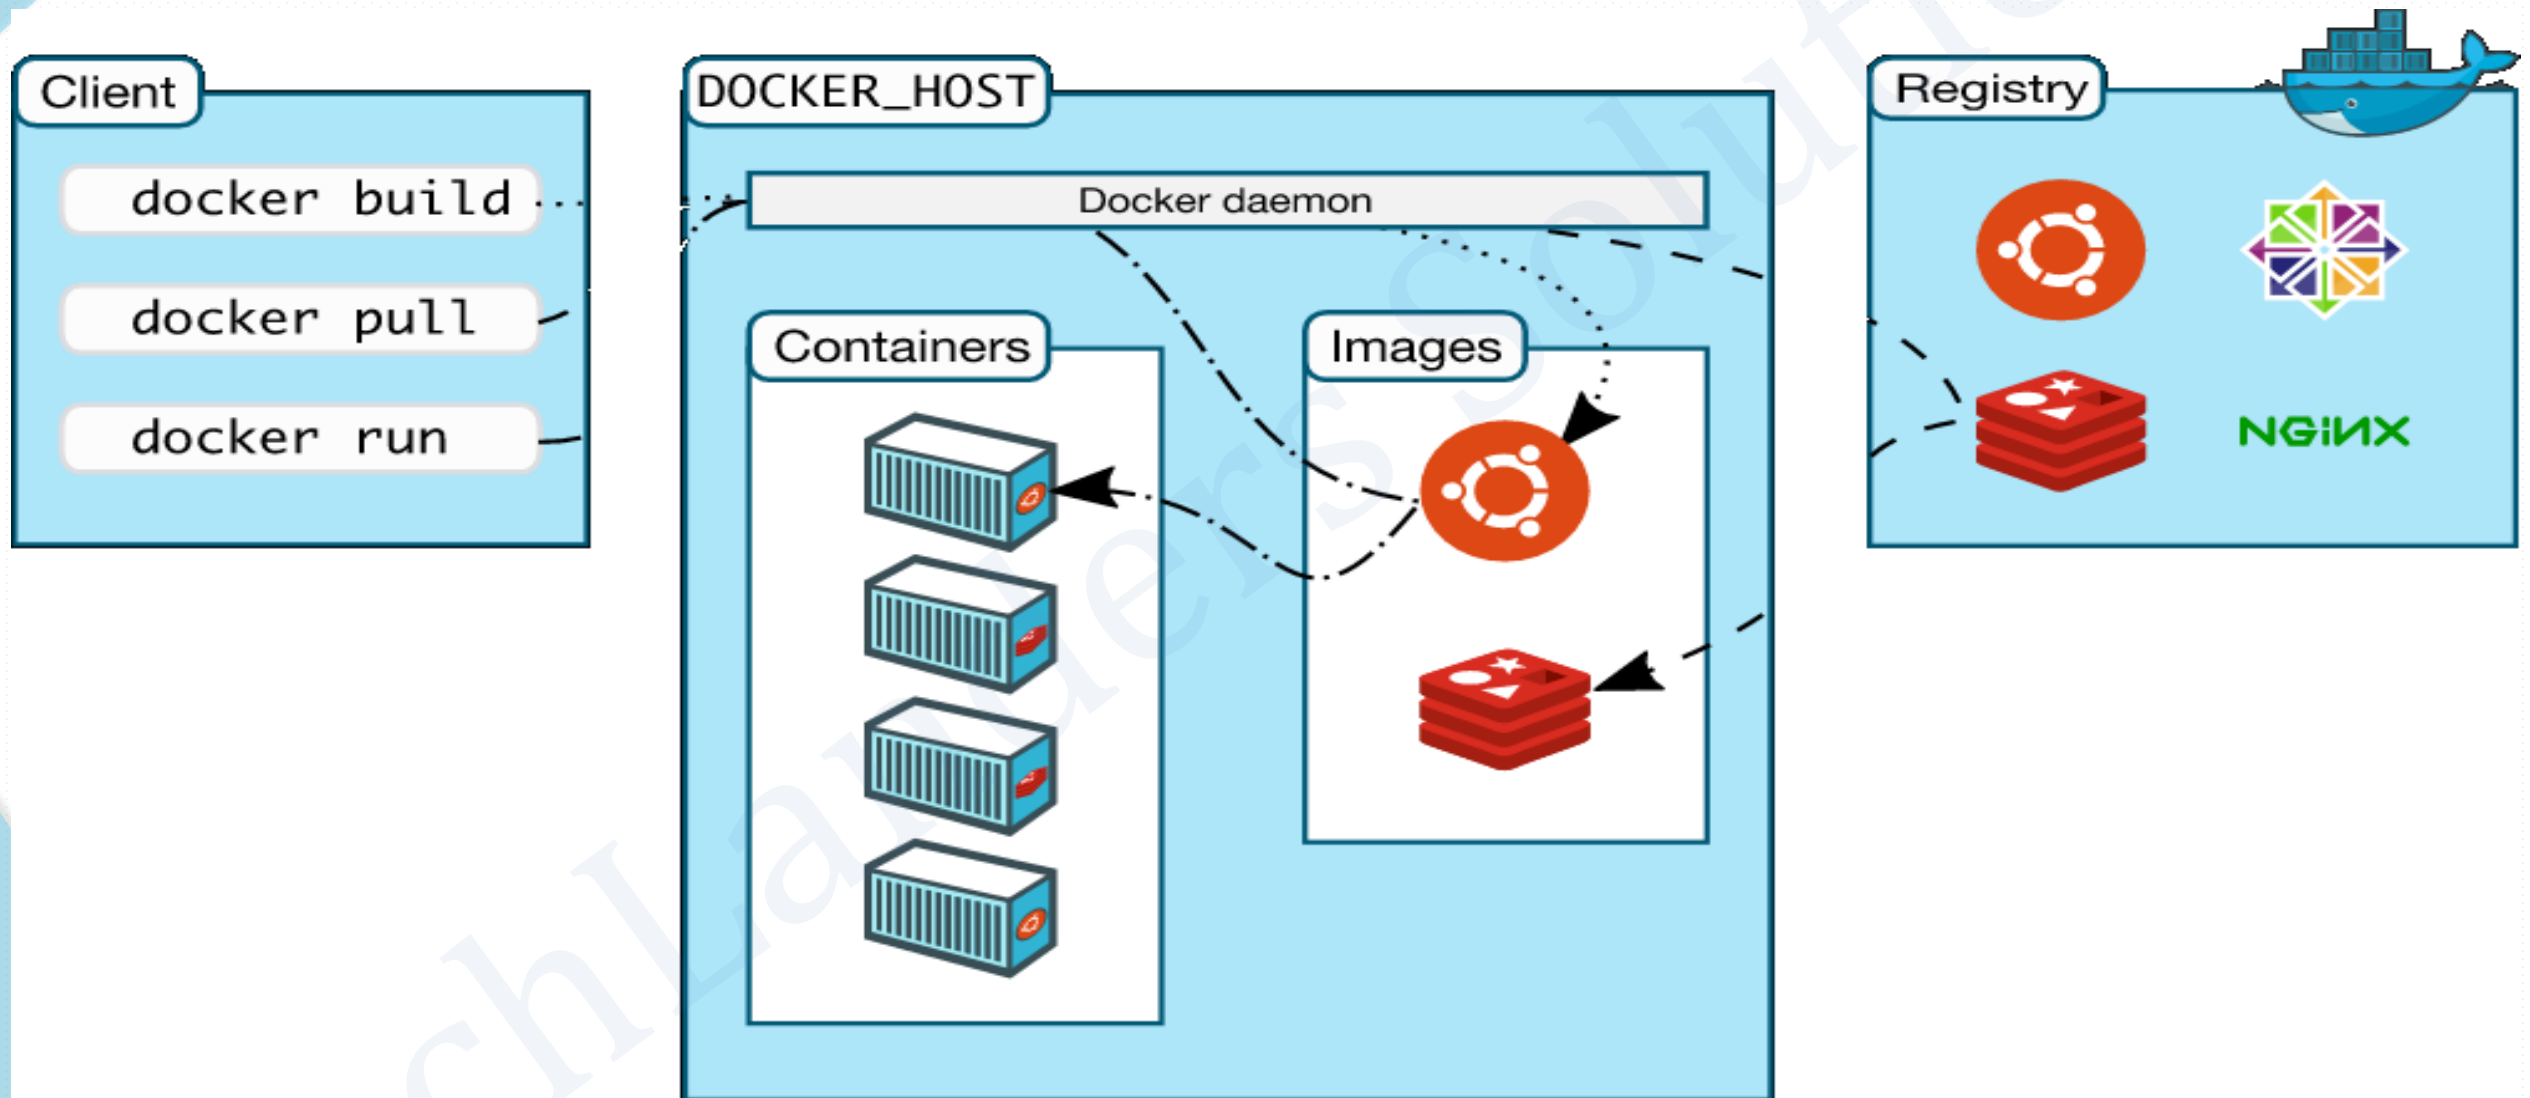 Client
docker build
docker pull
docker run
DOCKER_HOST
Docker daemon
Containers
Images
Registry
NGiNX